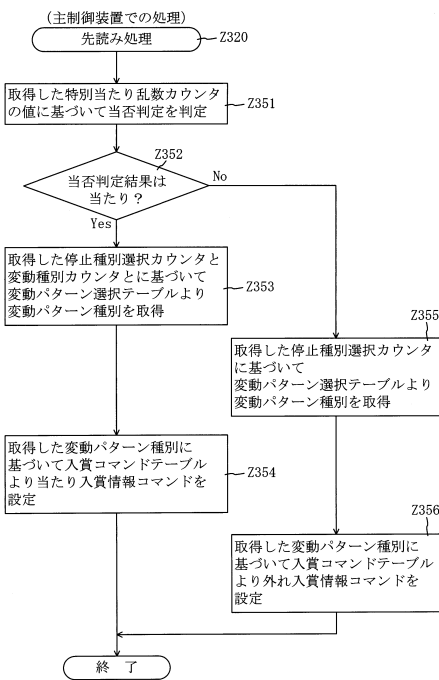 (主制御装置での処理)
先読み処理
Z320
取得した特別当たり乱数カウンタ
の値に基づいて当否判定を判定
Z351
Z352
当否判定結果は
当たり？
No
Yes
取得した停止種別選択カウンタと
変動種別カウンタとに基づいて
変動パターン選択テーブルより
変動パターン種別を取得
Z353
Z355
取得した停止種別選択カウンタ
に基づいて
変動パターン選択テーブルより
変動パターン種別を取得
取得した変動パターン種別に
基づいて入賞コマンドテーブル
より当たり入賞情報コマンドを
設定
Z354
Z356
取得した変動パターン種別に
基づいて入賞コマンドテーブル
より外れ入賞情報コマンドを
設定
終 了